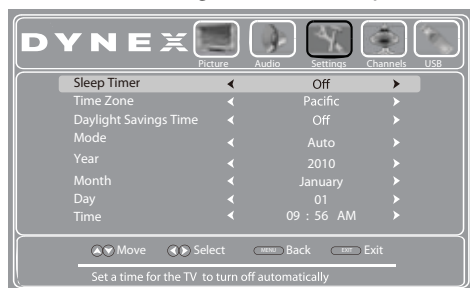 DYNEX
Picture Audio Settings Channels USB
Sleep Timer Off
Time Zone Pacific
Daylight Savings Time Off
Mode Auto
Year 2010
Month January
Day 01
Time 09 : 56 AM
Move Select MENU Back EXIT Exit
Set a time for the TV to turn off automatically